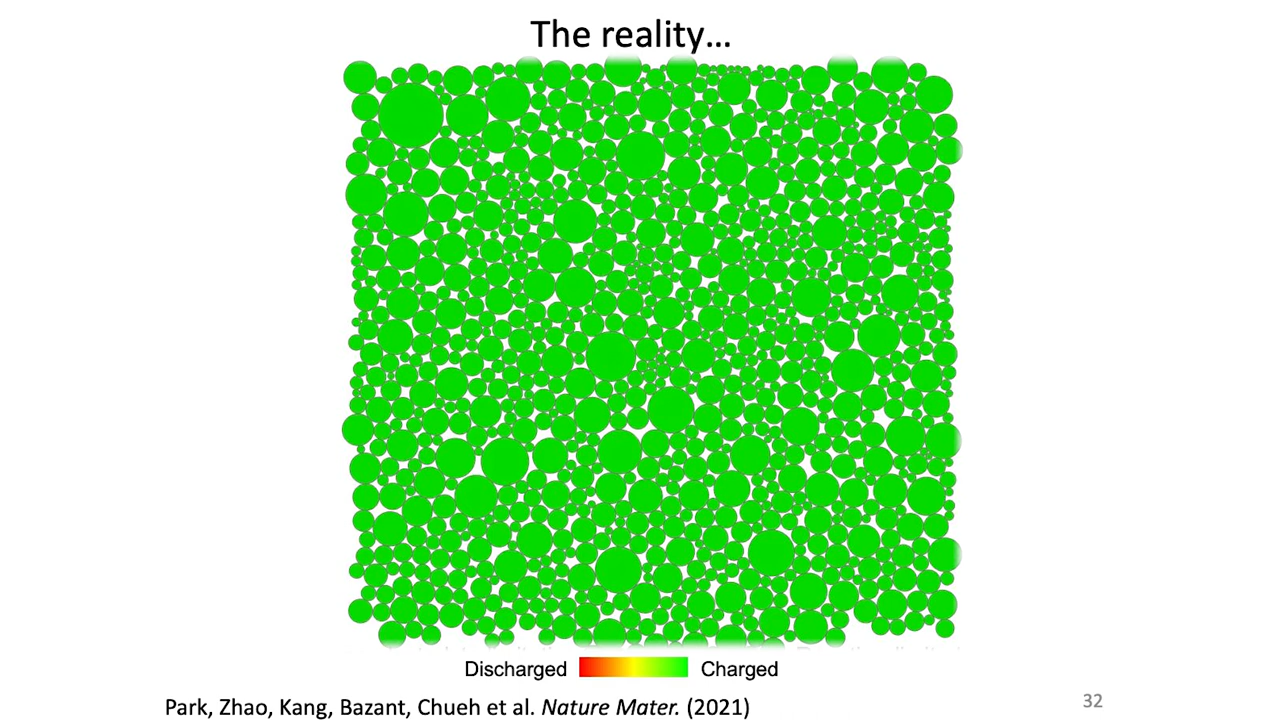 The reality...
Discharged Charged
Park, Zhao, Kang, Bazant, Chueh et al. Nature Mater. (2021)
32